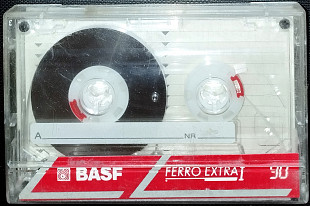 A NR
BASF FERRO EXTRA I 90